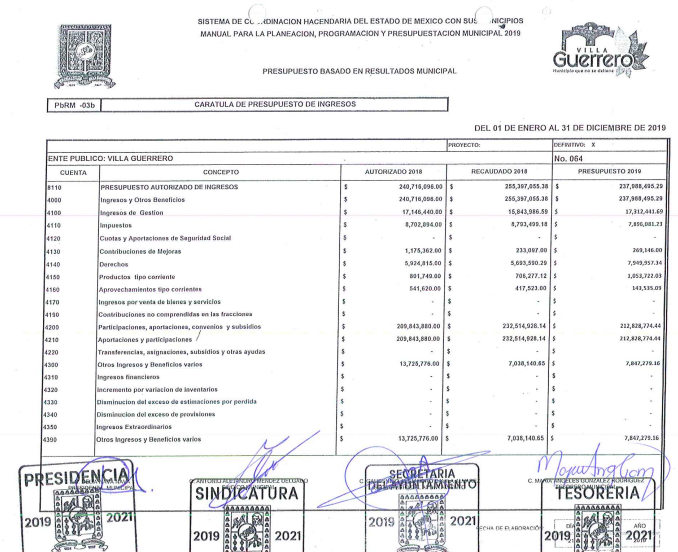 SISTEMA DE COORDINACION HACENDARIA DEL ESTADO DE MEXICO CON SUS MUNICIPIOS
MANUAL PARA LA PLANEACION, PROGRAMACION Y PRESUPUESTACION MUNICIPAL 2019
VILLA
Guerrero
Municipio que no se detiene
PRESUPUESTO BASADO EN RESULTADOS MUNICIPAL
PbRM -03b CARATULA DE PRESUPUESTO DE INGRESOS
DEL 01 DE ENERO AL 31 DE DICIEMBRE DE 2019
PROYECTO: DEFINITIVO: X
ENTE PUBLICO: VILLA GUERRERO No. 064
CUENTA CONCEPTO AUTORIZADO 2018 RECAUDADO 2018 PRESUPUESTO 2019
8110 PRESUPUESTO AUTORIZADO DE INGRESOS $ 240,716,096.00 $ 255,397,055.38 $ 237,988,495.29
4000 Ingresos y Otros Beneficios $ 240,716,096.00 $ 255,397,055.38 $ 237,988,495.29
4100 Ingresos de Gestion $ 17,146,440.00 $ 15,843,986.59 $ 17,312,441.69
4110 Impuestos $ 8,702,894.00 $ 8,793,499.18 $ 7,896,081.23
4120 Cuotas y Aportaciones de Seguridad Social $ - $ - $ -
4130 Contribuciones de Mejoras $ 1,175,362.00 $ 233,097.00 $ 269,146.00
4140 Derechos $ 5,924,815.00 $ 5,693,590.29 $ 7,949,957.34
4150 Productos tipo corriente $ 801,749.00 $ 706,277.12 $ 1,053,722.03
4160 Aprovechamientos tipo corrientes $ 541,620.00 $ 417,523.00 $ 143,535.09
4170 Ingresos por venta de bienes y servicios $ - $ - $ -
4190 Contribuciones no comprendidas en las fracciones $ - $ - $ -
4200 Participaciones, aportaciones, convenios y subsidios $ 209,843,880.00 $ 232,514,928.14 $ 212,828,774.44
4210 Aportaciones y participaciones $ 209,843,880.00 $ 232,514,928.14 $ 212,828,774.44
4220 Transferencias, asignaciones, subsidios y otras ayudas $ - $ - $ -
4300 Otros Ingresos y Beneficios varios $ 13,725,776.00 $ 7,038,140.65 $ 7,847,279.16
4310 Ingresos financieros $ - $ - $ -
4320 Incremento por variacion de inventarios $ - $ - $ -
4330 Disminucion del exceso de estimaciones por perdida $ - $ - $ -
4340 Disminucion del exceso de provisiones $ - $ - $ -
4350 Ingresos Extraordinarios $ - $ - $ -
4390 Otros Ingresos y Beneficios varios $ 13,725,776.00 $ 7,038,140.65 $ 7,847,279.16
C. ANTONIO ALEJANDRO MENDEZ DELGADO
C. MARIA ANGELES GONZALEZ RODRIGUEZ
PRESIDENCIA
2019 2021
SINDICATURA
2019 2021
SECRETARIA
DEL AYUNTAMIENTO
2019 2021
TESORERIA
2019 2021
FECHA DE ELABORACIÓN DÍA AÑO